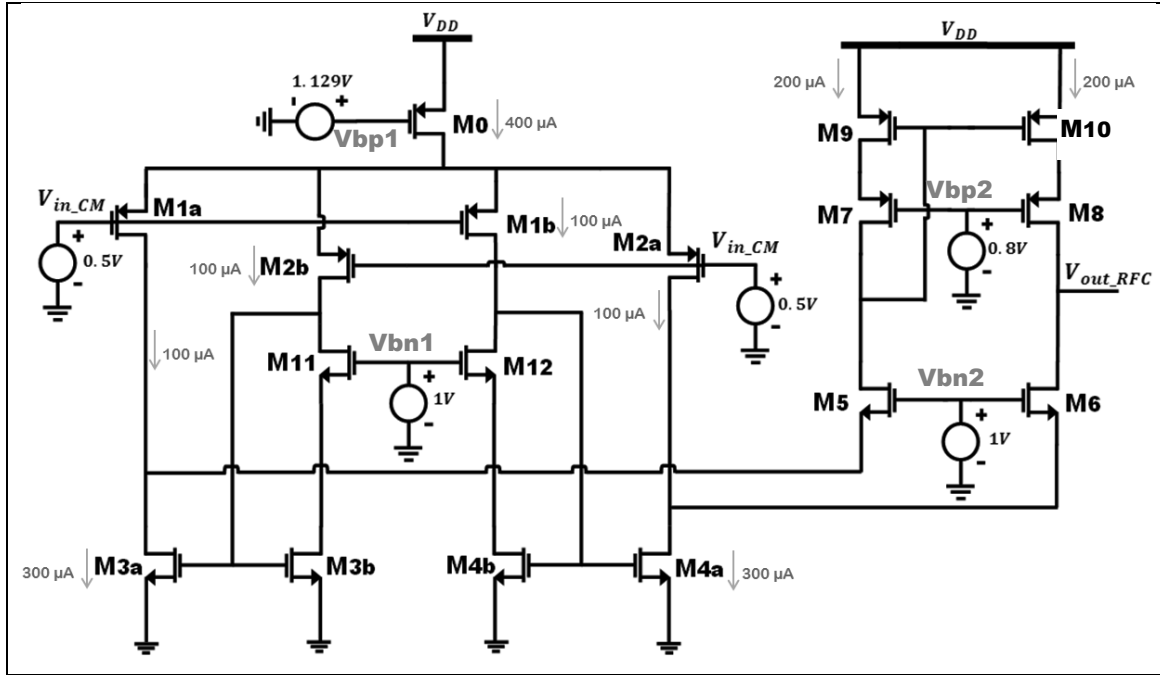 V_DD
V_DD
1.129V
- +
Vbp1
M0
400 µA
200 µA
200 µA
M9
M10
V_in_CM
M1a
M1b
100 µA
M2a
V_in_CM
M7
Vbp2
M8
+
0.5V
-
100 µA
M2b
+
0.8V
-
V_out_RFC
+
0.5V
-
100 µA
100 µA
M11
Vbn1
M12
+
1V
-
M5
Vbn2
M6
+
1V
-
300 µA
M3a
M3b
M4b
M4a
300 µA